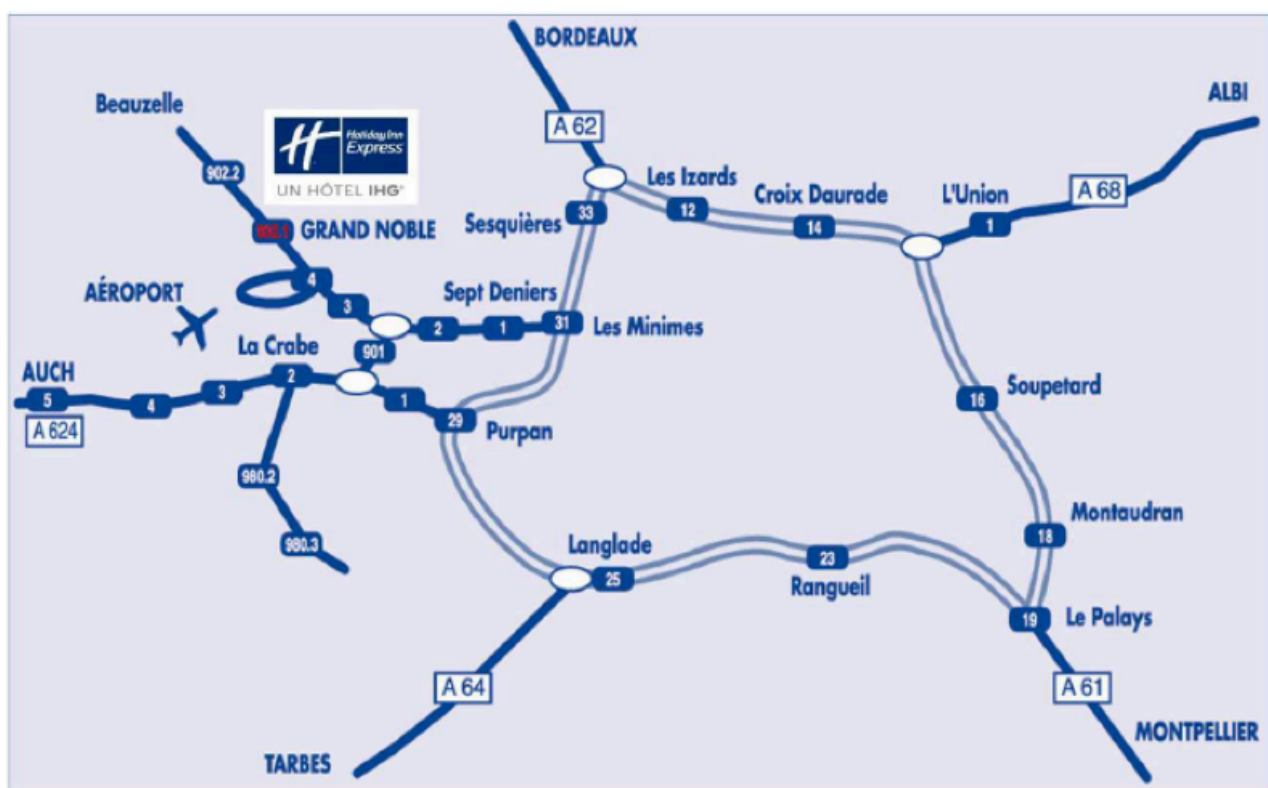 BORDEAUX
ALBI
Beauzelle
Holiday Inn
Express
A 62
902.2
UN HÔTEL IHG®
Les Izards
Croix Daurade
L'Union
A 68
12
14
1
Sesquières
33
GRAND NOBLE
4
AÉROPORT
3
Sept Deniers
2
1
31
Les Minimes
La Crabe
901
AUCH
5
4
3
2
1
29
Purpan
A 624
16
Soupetard
980.2
980.3
Montaudran
18
Langlade
25
23
Rangueil
19
Le Palays
A 64
A 61
TARBES
MONTPELLIER